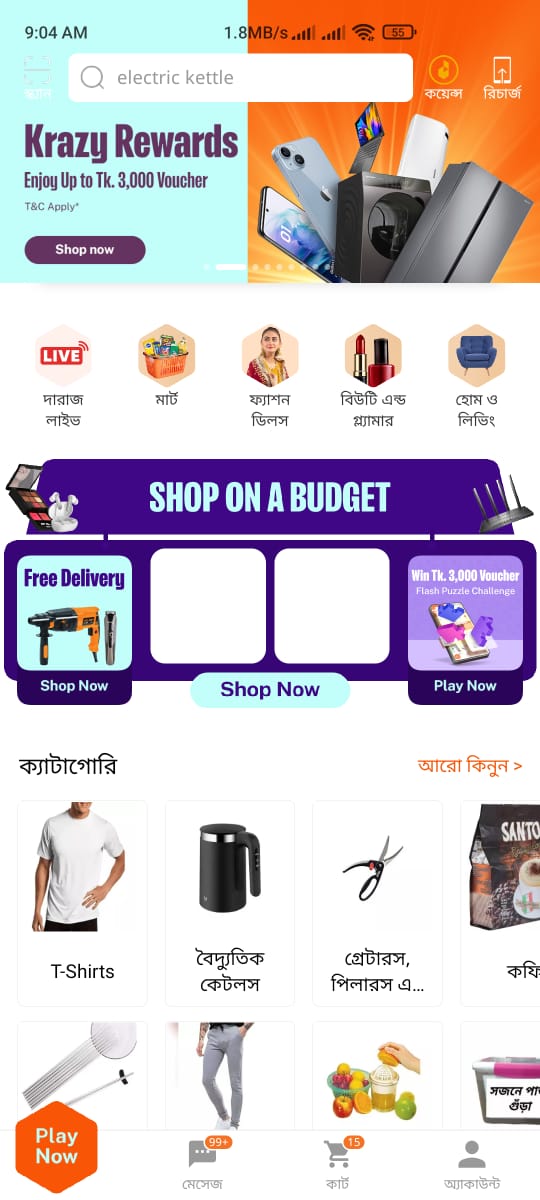 9:04 AM 1.8MB/s 55
স্ক্যান
electric kettle
কয়েন্স
রিচার্জ
Krazy Rewards
Enjoy Up to Tk. 3,000 Voucher
T&C Apply*
Shop now
LIVE
দারাজ
লাইভ
মার্ট
ফ্যাশন
ডিলস
বিউটি এন্ড
গ্ল্যামার
হোম ও
লিভিং
SHOP ON A BUDGET
Free Delivery
Shop Now
Shop Now
Win Tk. 3,000 Voucher
Flash Puzzle Challenge
Play Now
ক্যাটাগোরি
আরো কিনুন >
T-Shirts
বৈদ্যুতিক
কেটলস
গ্রেটারস,
পিলারস এ...
SANTO
কফি
সজনে পা
গুঁড়া
Play
Now
99+
মেসেজ
15
কার্ট
অ্যাকাউন্ট